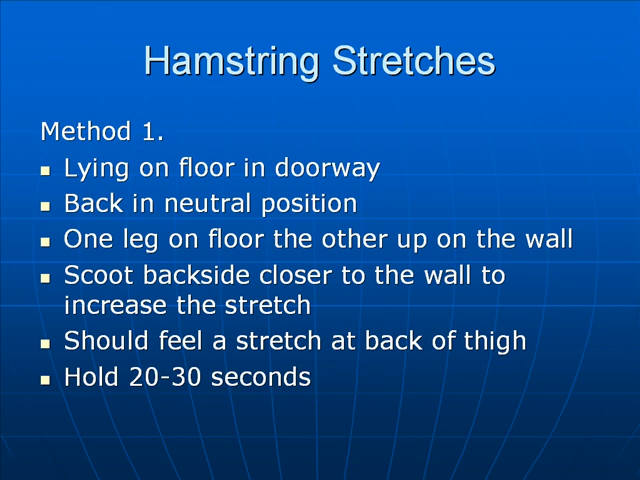 Hamstring Stretches
Method 1.
Lying on floor in doorway
Back in neutral position
One leg on floor the other up on the wall
Scoot backside closer to the wall to
increase the stretch
Should feel a stretch at back of thigh
Hold 20-30 seconds